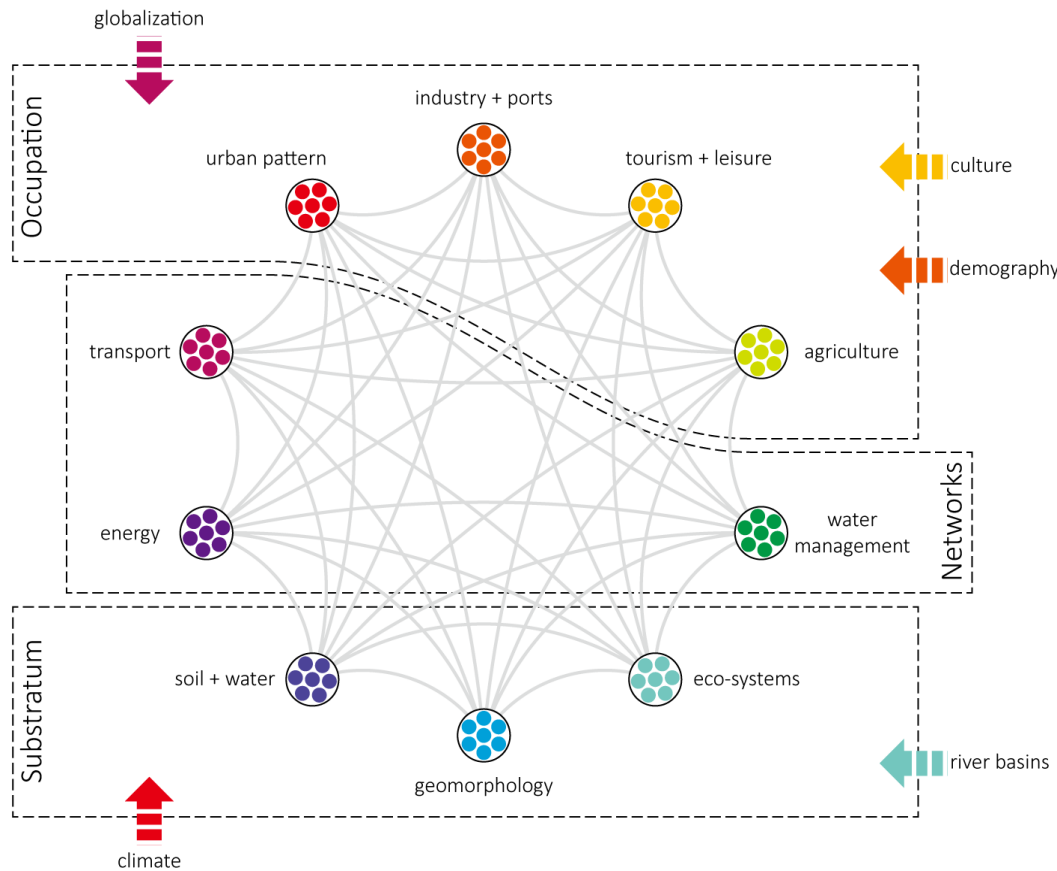 globalization
industry + ports
Occupation
urban pattern
tourism + leisure
culture
demography
transport
agriculture
energy
water
management
Networks
Substratum
soil + water
eco-systems
geomorphology
river basins
climate